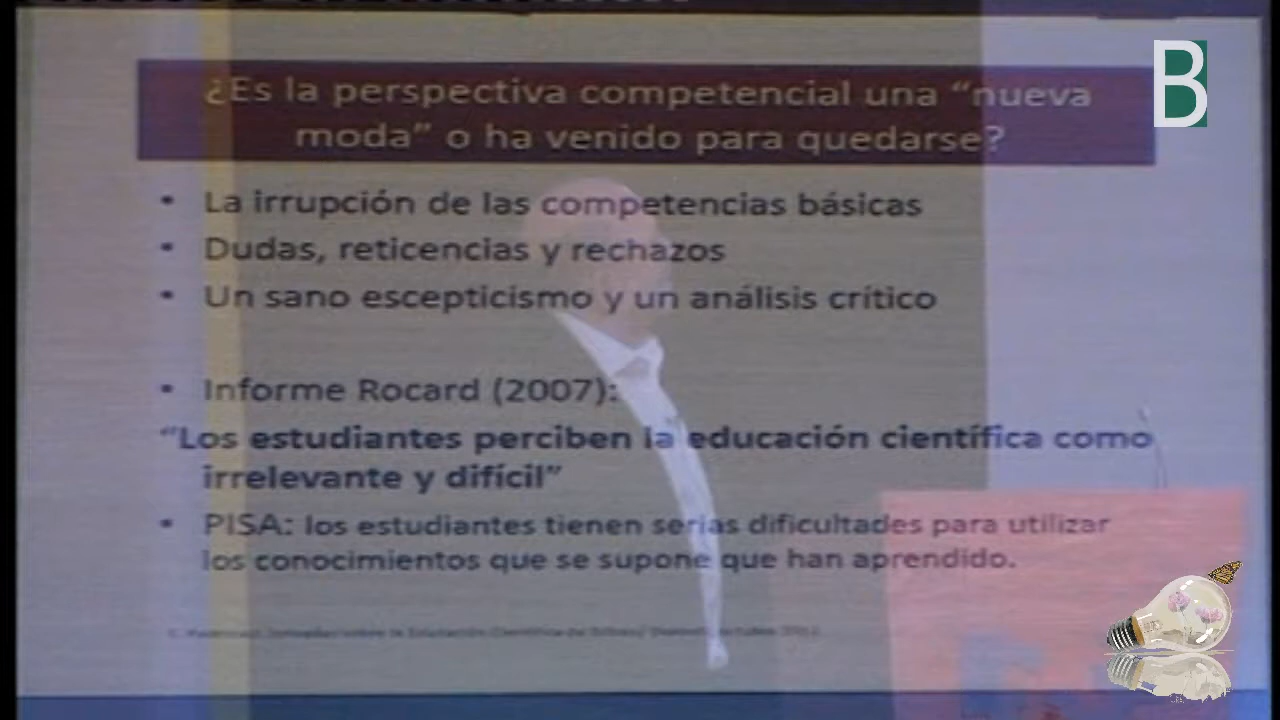 B
¿Es la perspectiva competencial una “nueva
moda” o ha venido para quedarse?
• La irrupción de las competencias básicas
• Dudas, reticencias y rechazos
• Un sano escepticismo y un análisis crítico
• Informe Rocard (2007):
“Los estudiantes perciben la educación científica como
irrelevante y difícil”
• PISA: los estudiantes tienen serias dificultades para utilizar
los conocimientos que se supone que han aprendido.